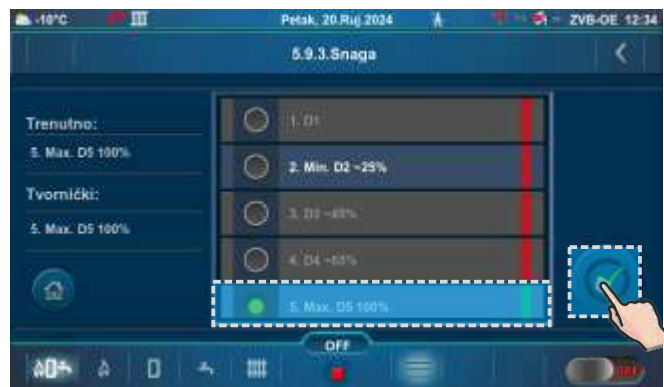 -10°C Petak, 20.Ruj.2024 ZVB-OE 12:34
5.9.3.Snaga
Trenutno:
5. Max. D5 100%
Tvornički:
5. Max. D5 100%
1. D1
2. Min. D2 ~25%
3. D3
4. D4
5. Max. D5 100%
OFF
OFF